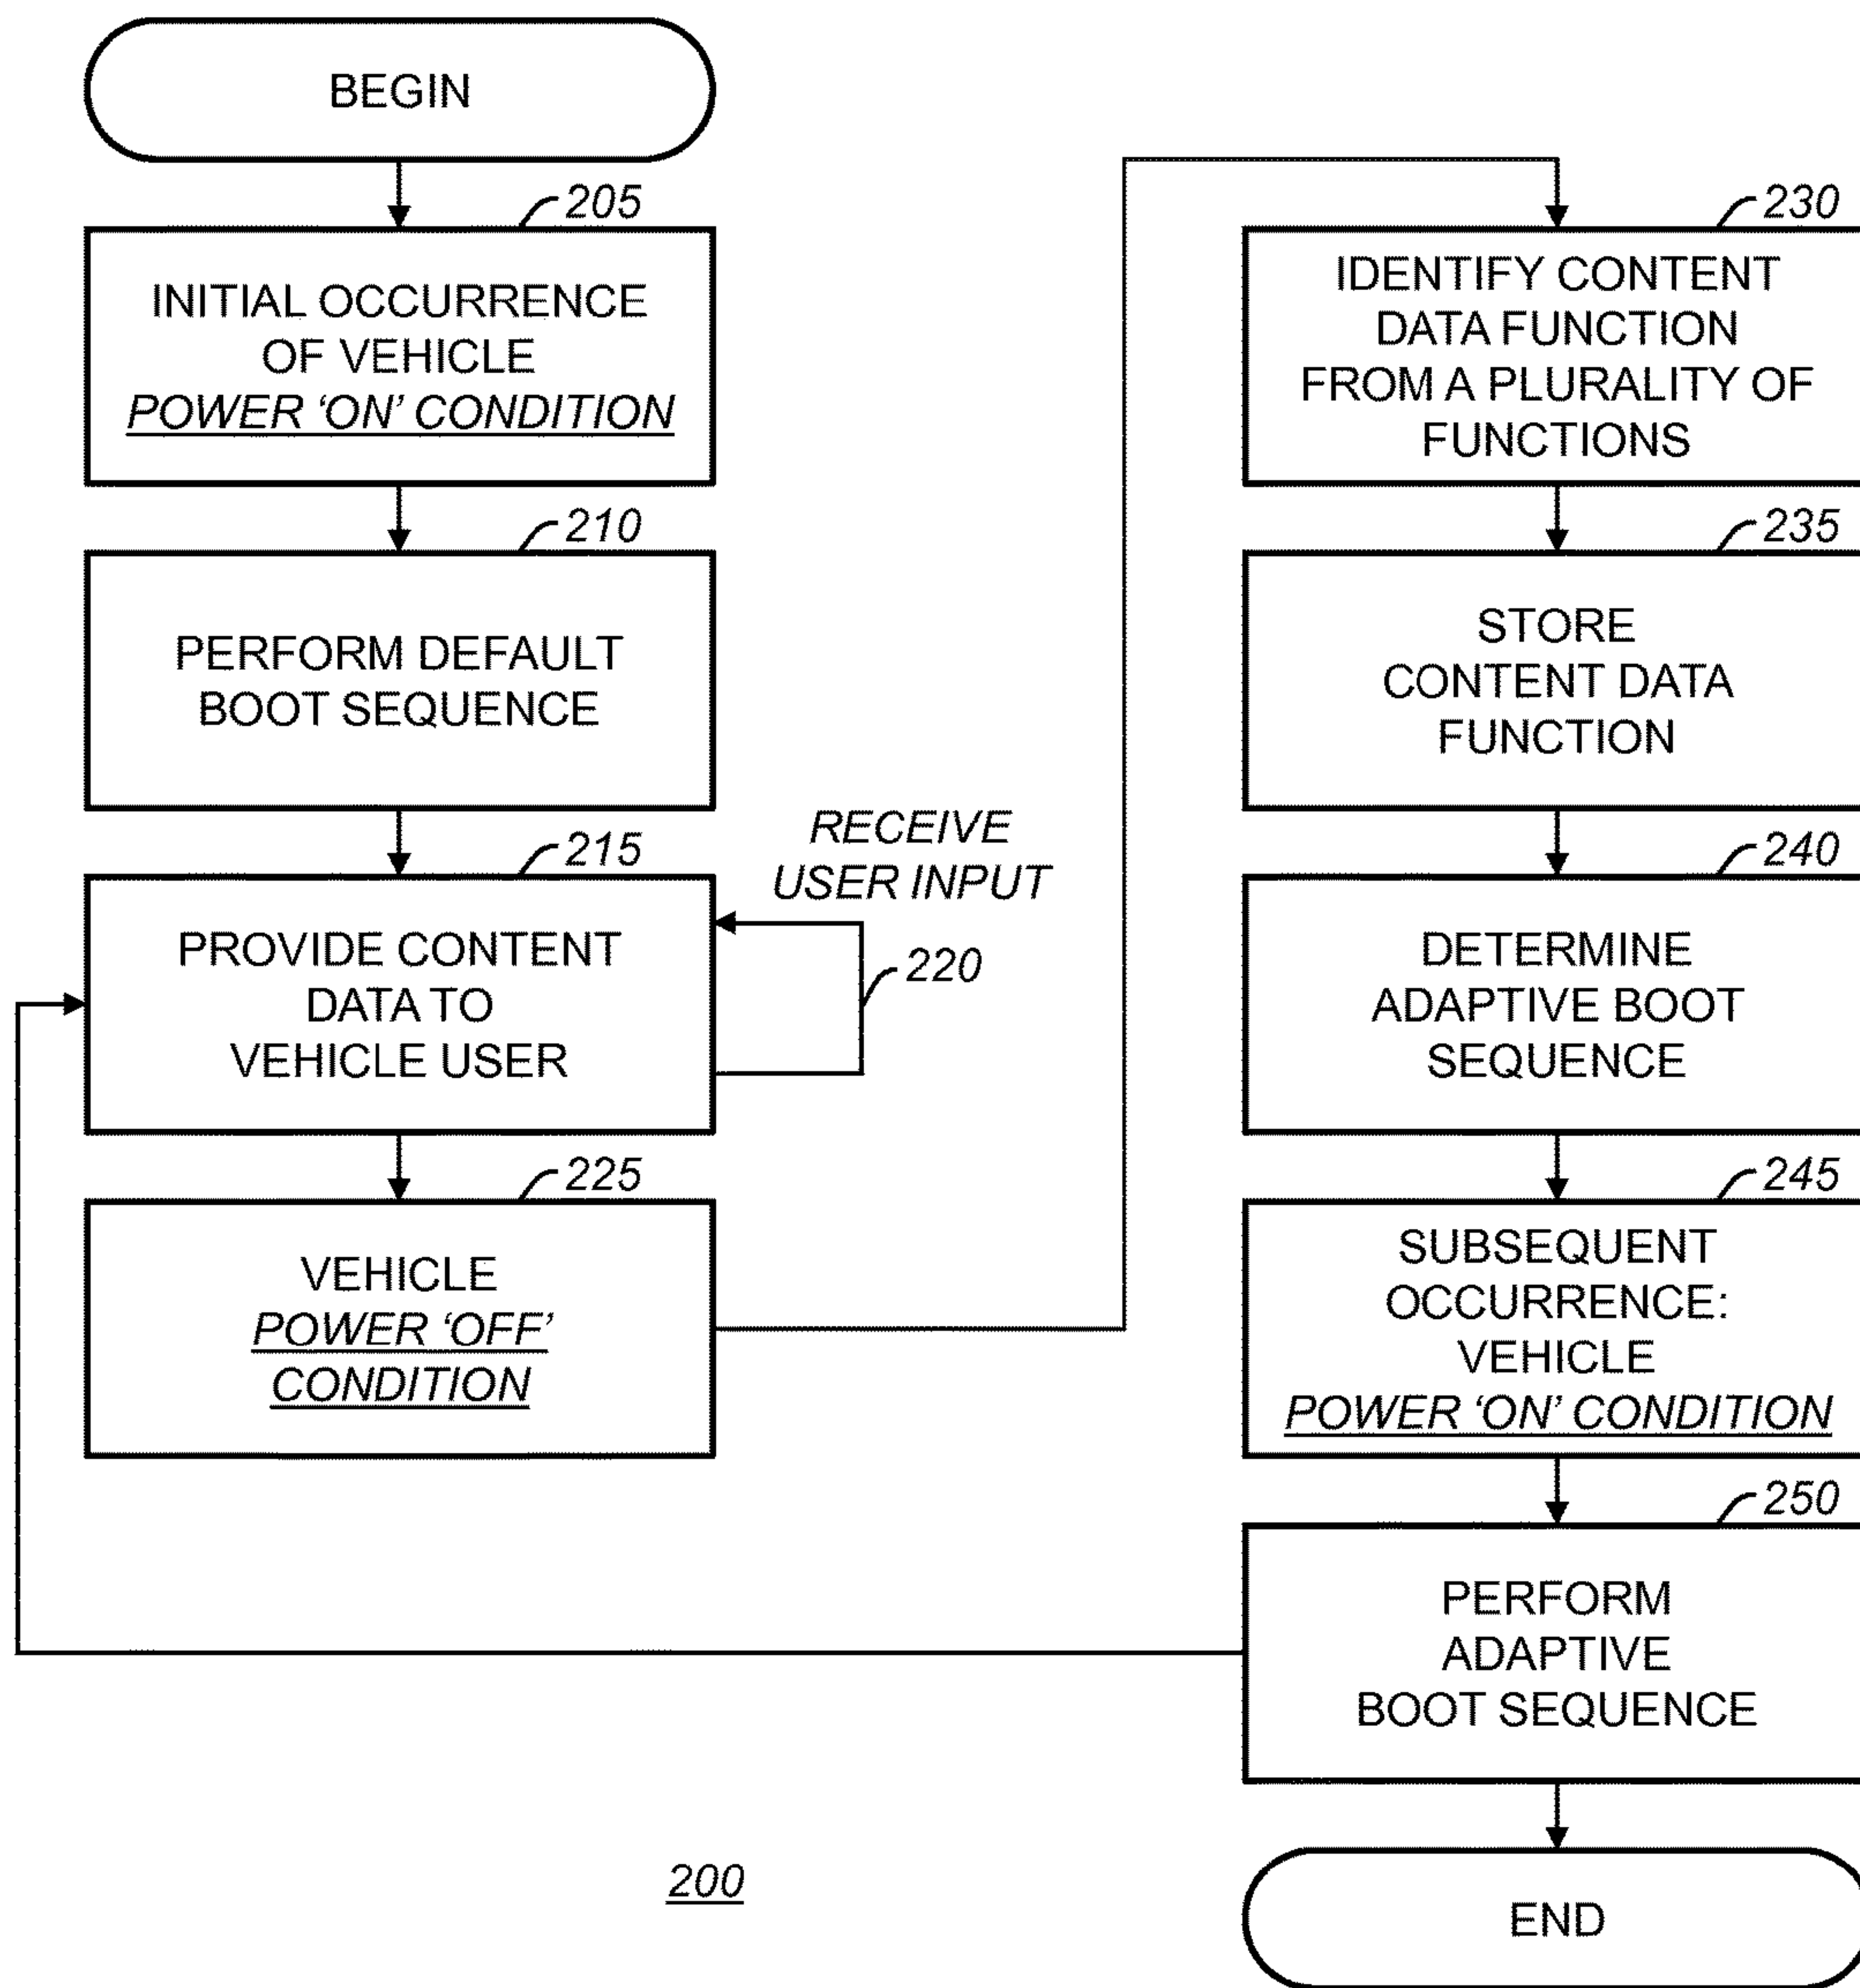 BEGIN
205
INITIAL OCCURRENCE
OF VEHICLE
POWER ‘ON’ CONDITION
210
PERFORM DEFAULT
BOOT SEQUENCE
215
PROVIDE CONTENT
DATA TO
VEHICLE USER
RECEIVE
USER INPUT
220
225
VEHICLE
POWER ‘OFF’
CONDITION
230
IDENTIFY CONTENT
DATA FUNCTION
FROM A PLURALITY OF
FUNCTIONS
235
STORE
CONTENT DATA
FUNCTION
240
DETERMINE
ADAPTIVE BOOT
SEQUENCE
245
SUBSEQUENT
OCCURRENCE:
VEHICLE
POWER ‘ON’ CONDITION
250
PERFORM
ADAPTIVE
BOOT SEQUENCE
END
200